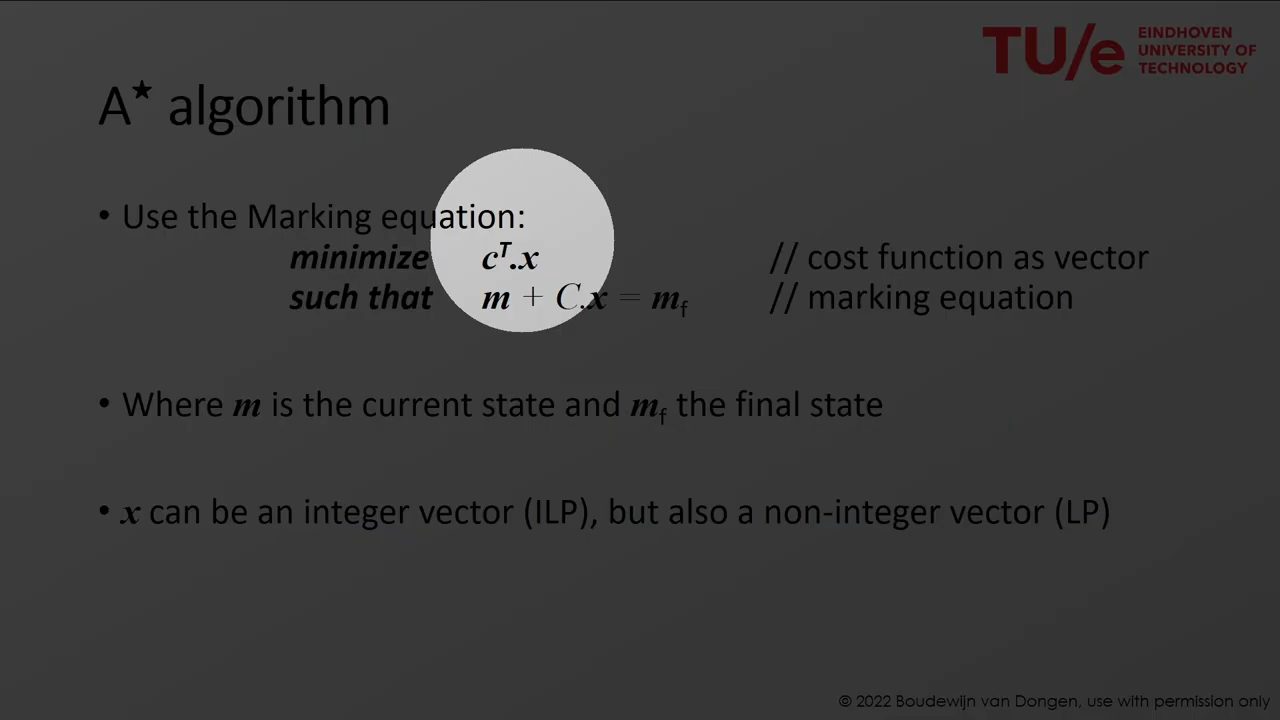 TU/e EINDHOVEN
UNIVERSITY OF
TECHNOLOGY
A★ algorithm
• Use the Marking equation:
minimize cᵀ.x // cost function as vector
such that m + C.x = mf // marking equation
• Where m is the current state and mf the final state
• x can be an integer vector (ILP), but also a non-integer vector (LP)
© 2022 Boudewijn van Dongen, use with permission only